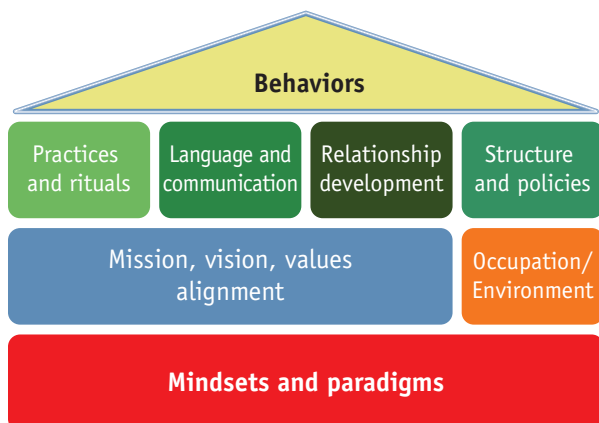 Behaviors
Practices
and rituals
Language and
communication
Relationship
development
Structure
and policies
Mission, vision, values
alignment
Occupation/
Environment
Mindsets and paradigms